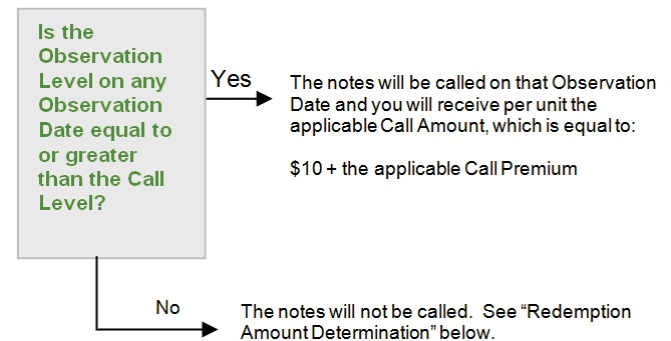 Is the
Observation
Level on any
Observation
Date equal to
or greater
than the Call
Level?
Yes
The notes will be called on that Observation
Date and you will receive per unit the
applicable Call Amount, which is equal to:
$10 + the applicable Call Premium
No
The notes will not be called.  See “Redemption
Amount Determination” below.